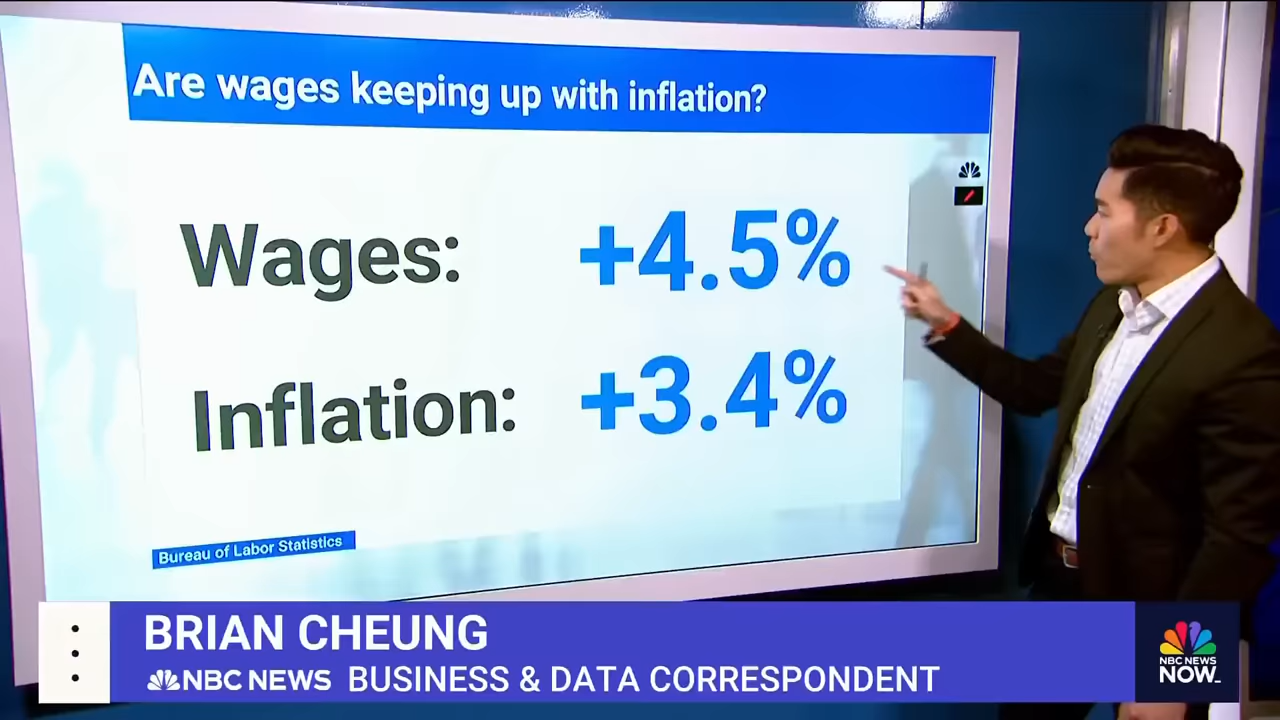 Are wages keeping up with inflation?
Wages: +4.5%
Inflation: +3.4%
Bureau of Labor Statistics
BRIAN CHEUNG
NBC NEWS BUSINESS & DATA CORRESPONDENT
NBC NEWS
NOW